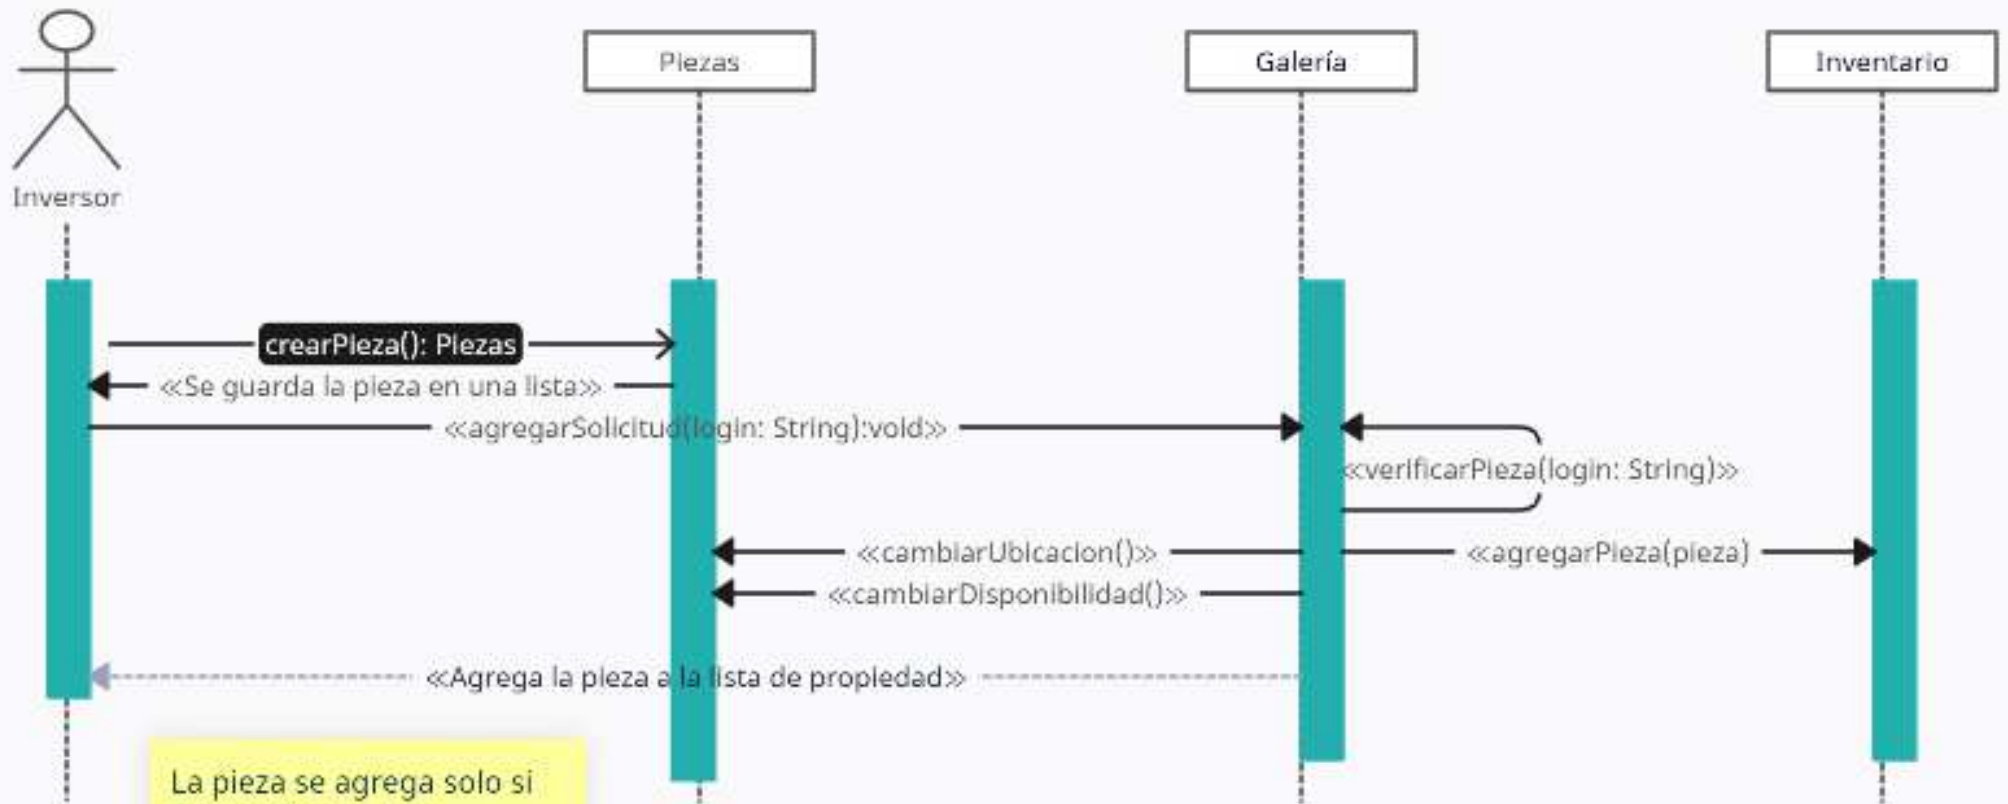 Piezas
Galería
Inventario
Inversor
crearPieza(): Piezas
«Se guarda la pieza en una lista»
«agregarSolicitud(login: String):void»
«verificarPieza(login: String)»
«cambiarUbicacion()»
«agregarPieza(pieza)
«cambiarDisponibilidad()»
«Agrega la pieza a la lista de propiedad»
La pieza se agrega solo si